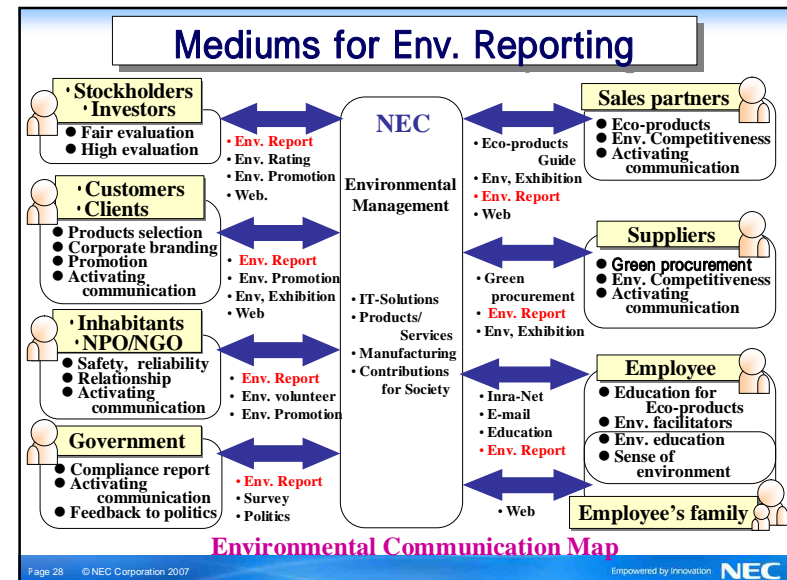 Mediums for Env. Reporting
・Stockholders
・Investors
● Fair evaluation
● High evaluation
• Env. Report
• Env. Rating
• Env. Promotion
• Web.
・Customers
・Clients
● Products selection
● Corporate branding
● Promotion
● Activating
communication
• Env. Report
• Env. Promotion
• Env, Exhibition
• Web
・Inhabitants
・NPO/NGO
● Safety, reliability
● Relationship
● Activating
communication
• Env. Report
• Env. volunteer
• Env. Promotion
Government
● Compliance report
● Activating
communication
● Feedback to politics
• Env. Report
• Survey
• Politics
NEC
Environmental
Management
• IT-Solutions
• Products/
Services
• Manufacturing
• Contributions
for Society
Sales partners
● Eco-products
● Env. Competitiveness
● Activating
communication
• Eco-products
Guide
• Env, Exhibition
• Env. Report
• Web
Suppliers
● Green procurement
● Env. Competitiveness
● Activating
communication
• Green
procurement
• Env. Report
• Env, Exhibition
Employee
● Education for
Eco-products
● Env. facilitators
● Env. education
● Sense of
environment
• Inra-Net
• E-mail
• Education
• Env. Report
• Web
Employee's family
Environmental Communication Map
Page 28 © NEC Corporation 2007
Empowered by Innovation NEC